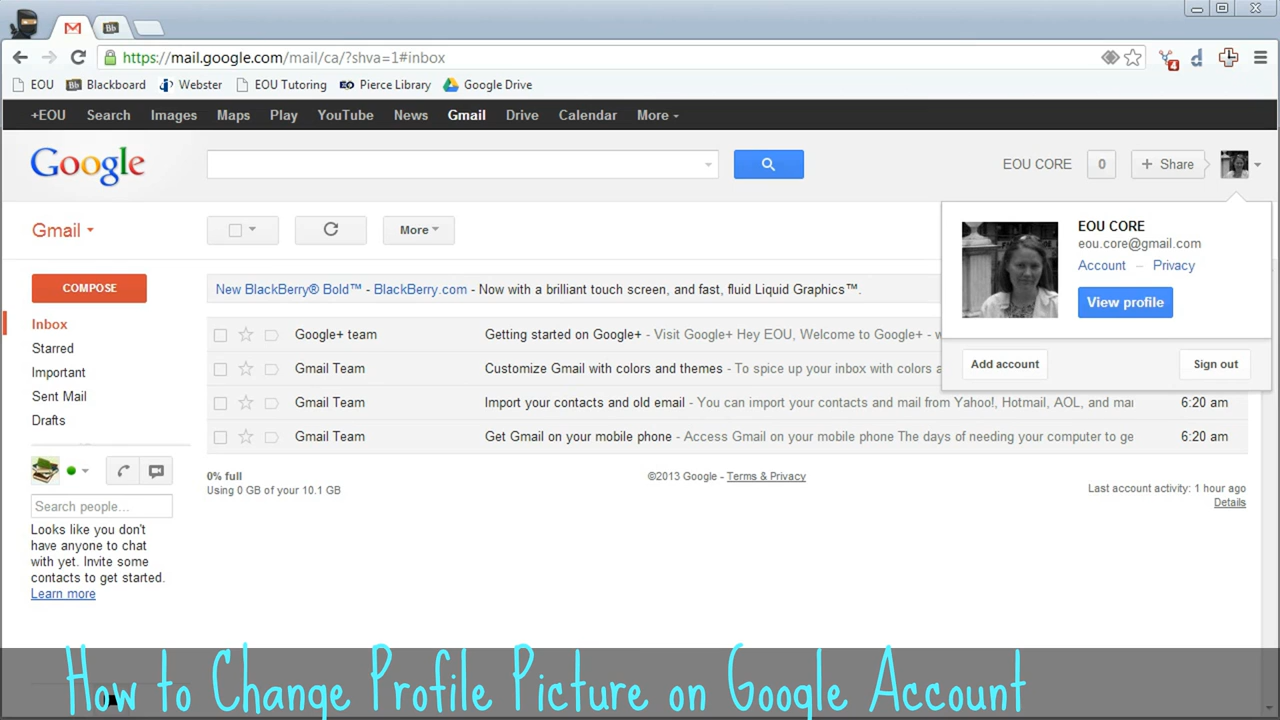 Bb
https://mail.google.com/mail/ca/?shva=1#inbox
4
d
EOU Bb Blackboard Webster EOU Tutoring Pierce Library Google Drive
+EOU Search Images Maps Play YouTube News Gmail Drive Calendar More
Google
EOU CORE 0 + Share
Gmail
More
EOU CORE
eou.core@gmail.com
Account – Privacy
View profile
Add account Sign out
COMPOSE
Inbox
Starred
Important
Sent Mail
Drafts
New BlackBerry® Bold™ - BlackBerry.com - Now with a brilliant touch screen, and fast, fluid Liquid Graphics™.
Google+ team Getting started on Google+ - Visit Google+ Hey EOU, Welcome to Google+ - w
Gmail Team Customize Gmail with colors and themes - To spice up your inbox with colors a
Gmail Team Import your contacts and old email - You can import your contacts and mail from Yahoo!, Hotmail, AOL, and mai 6:20 am
Gmail Team Get Gmail on your mobile phone - Access Gmail on your mobile phone The days of needing your computer to ge 6:20 am
0% full
Using 0 GB of your 10.1 GB
©2013 Google - Terms & Privacy
Last account activity: 1 hour ago
Details
Search people...
Looks like you don't
have anyone to chat
with yet. Invite some
contacts to get started.
Learn more
How to Change Profile Picture on Google Account